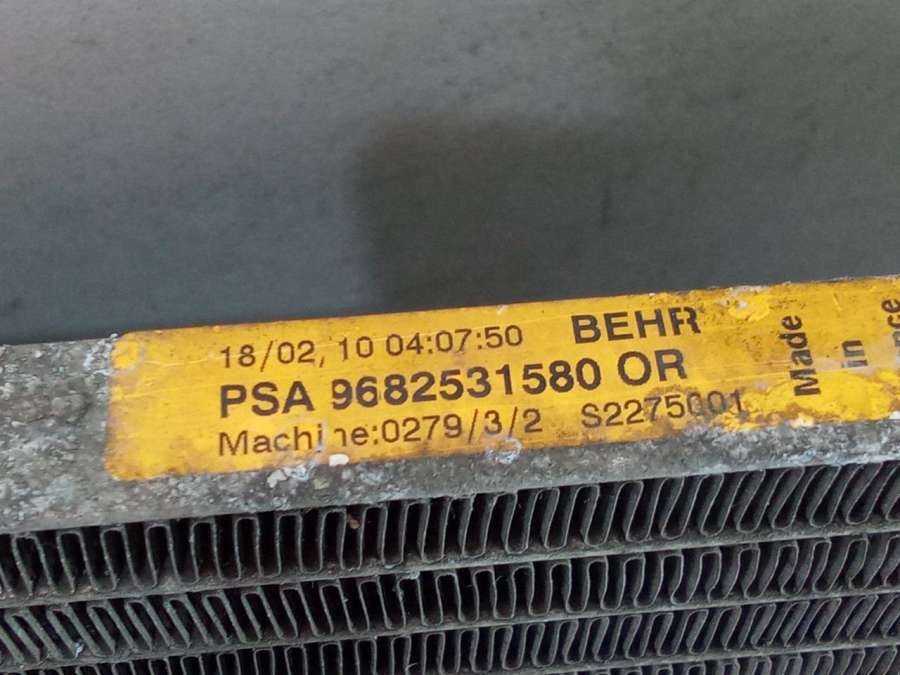 18/02, 10 04:07:50 BEHR
PSA 9682531580 OR
Machine:0279/3/2 S2275001
Made
in